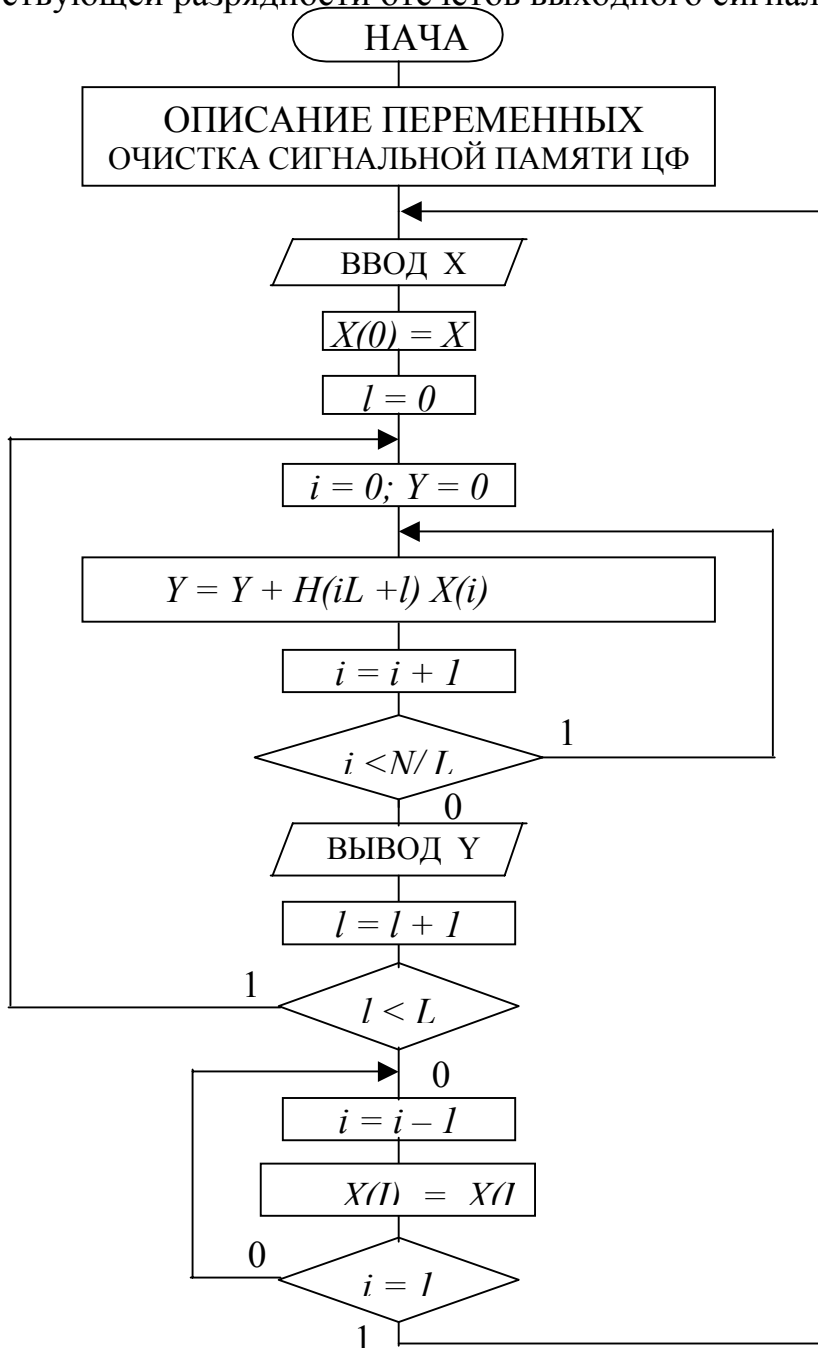 ствующей разрядности отсчетов выходного сигнал
НАЧА
ОПИСАНИЕ ПЕРЕМЕННЫХ
ОЧИСТКА СИГНАЛЬНОЙ ПАМЯТИ ЦФ
ВВОД X
X(0) = X
l = 0
i = 0; Y = 0
Y = Y + H(iL +l) X(i)
i = i + 1
i <N/ L
1
0
ВЫВОД Y
l = l + 1
1
l < L
0
i = i – 1
X(I) = X(I
0
i = 1
1